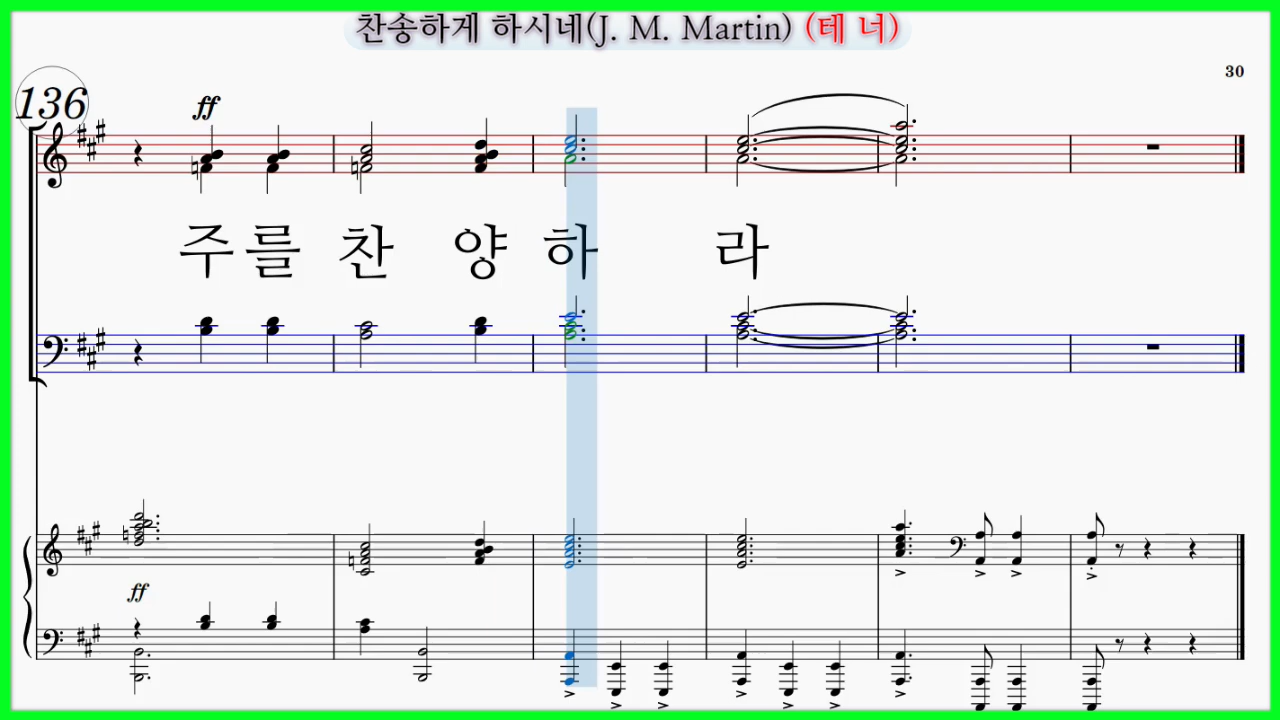 찬송하게 하시네(J. M. Martin) (테 너)
30
136
ff
주를 찬 양 하 라
ff